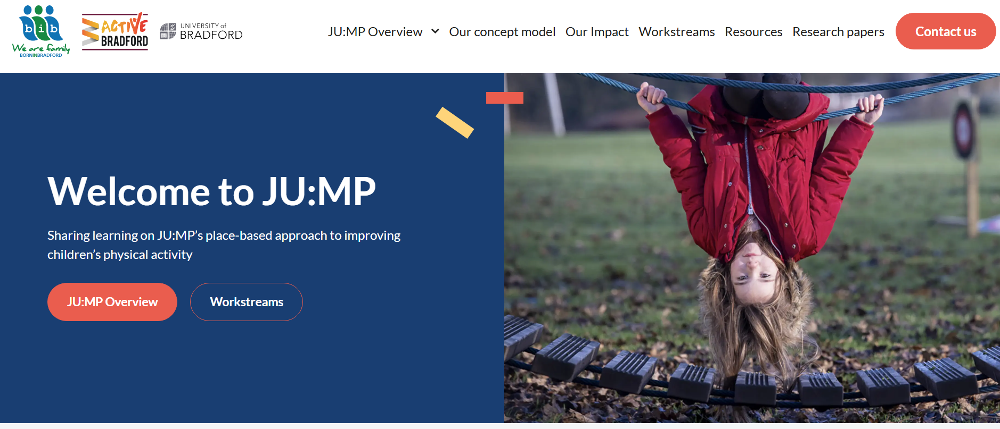 bib
We are family
BORNINBRADFORD
ACTIVE
BRADFORD
UNIVERSITY of
BRADFORD
JU:MP Overview
Our concept model
Our Impact
Workstreams
Resources
Research papers
Contact us
Welcome to JU:MP
Sharing learning on JU:MP’s place-based approach to improving
children’s physical activity
JU:MP Overview
Workstreams